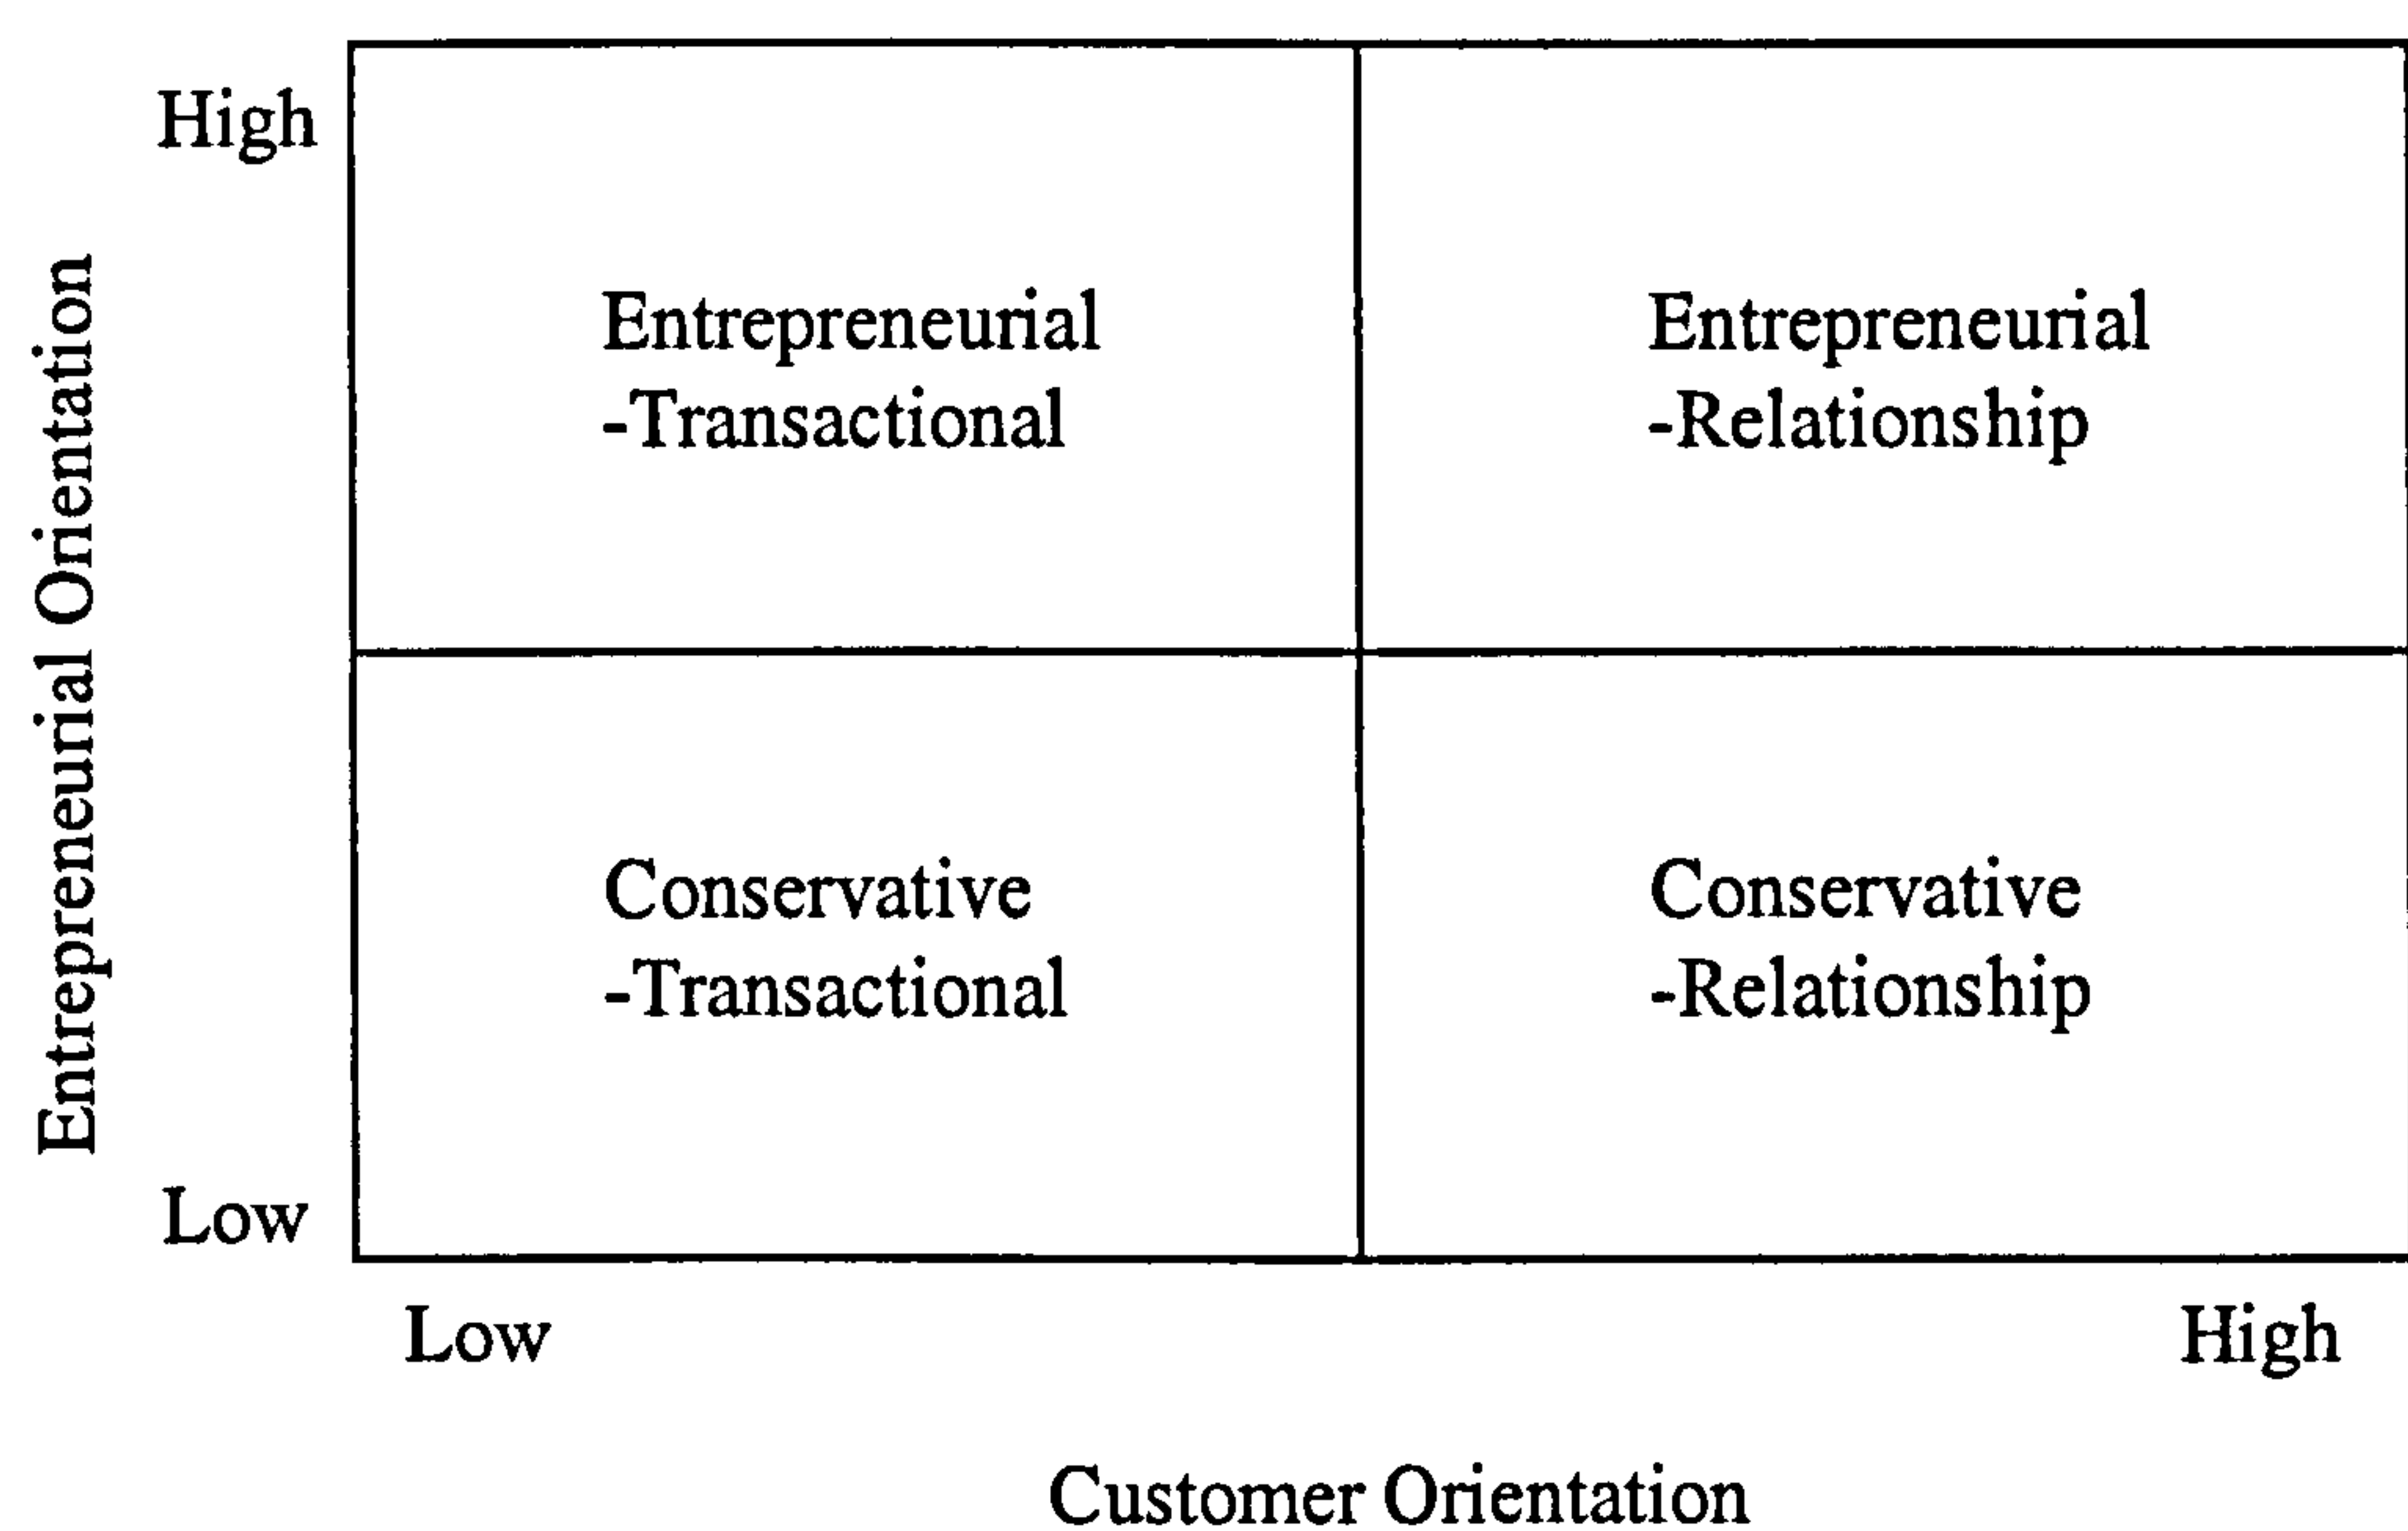 High
Entrepreneurial Orientation
Entrepreneurial
-Transactional
Entrepreneurial
-Relationship
Conservative
-Transactional
Conservative
-Relationship
Low
Low
High
Customer Orientation